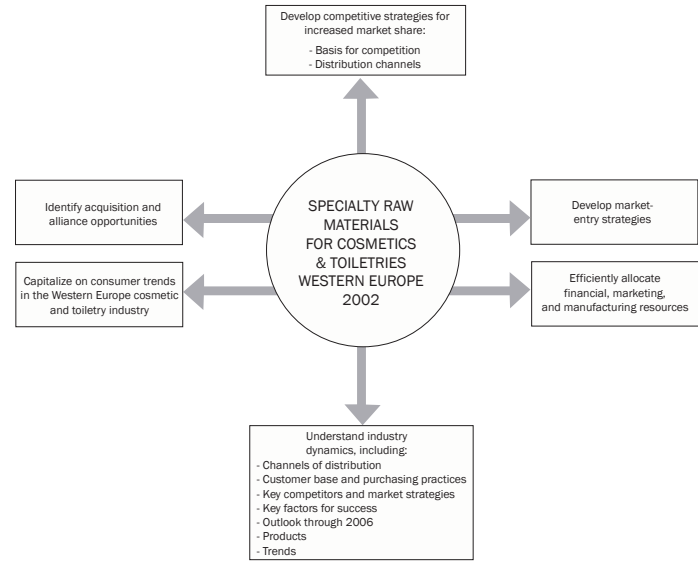 Develop competitive strategies for
increased market share:
- Basis for competition
- Distribution channels
Identify acquisition and
alliance opportunities
SPECIALTY RAW
MATERIALS
FOR COSMETICS
& TOILETRIES
WESTERN EUROPE
2002
Develop market-
entry strategies
Capitalize on consumer trends
in the Western Europe cosmetic
and toiletry industry
Efficiently allocate
financial, marketing,
and manufacturing resources
Understand industry
dynamics, including:
- Channels of distribution
- Customer base and purchasing practices
- Key competitors and market strategies
- Key factors for success
- Outlook through 2006
- Products
- Trends